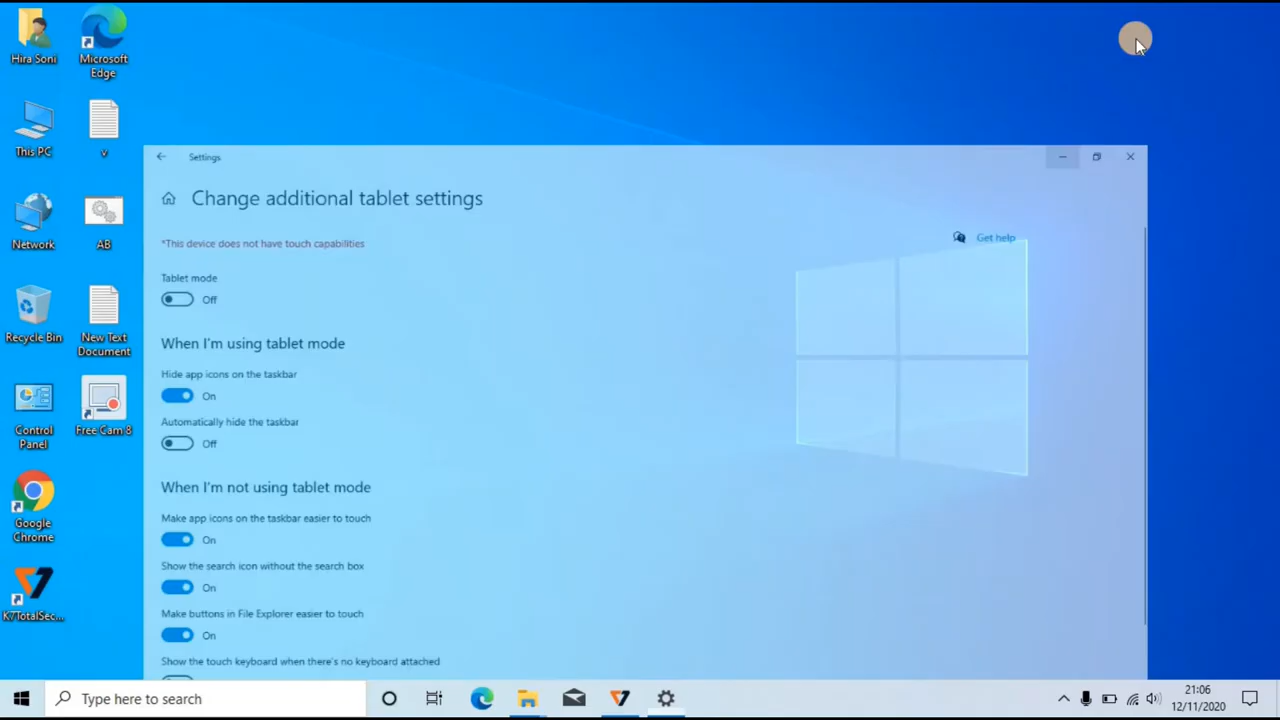 Hira Soni
Microsoft
Edge
This PC
v
Network
AB
Recycle Bin
New Text
Document
Control
Panel
Free Cam 8
Google
Chrome
K7TotalSec...
Settings
Change additional tablet settings
*This device does not have touch capabilities
Get help
Tablet mode
Off
When I'm using tablet mode
Hide app icons on the taskbar
On
Automatically hide the taskbar
Off
When I'm not using tablet mode
Make app icons on the taskbar easier to touch
On
Show the search icon without the search box
On
Make buttons in File Explorer easier to touch
On
Show the touch keyboard when there's no keyboard attached
Type here to search
21:06
12/11/2020